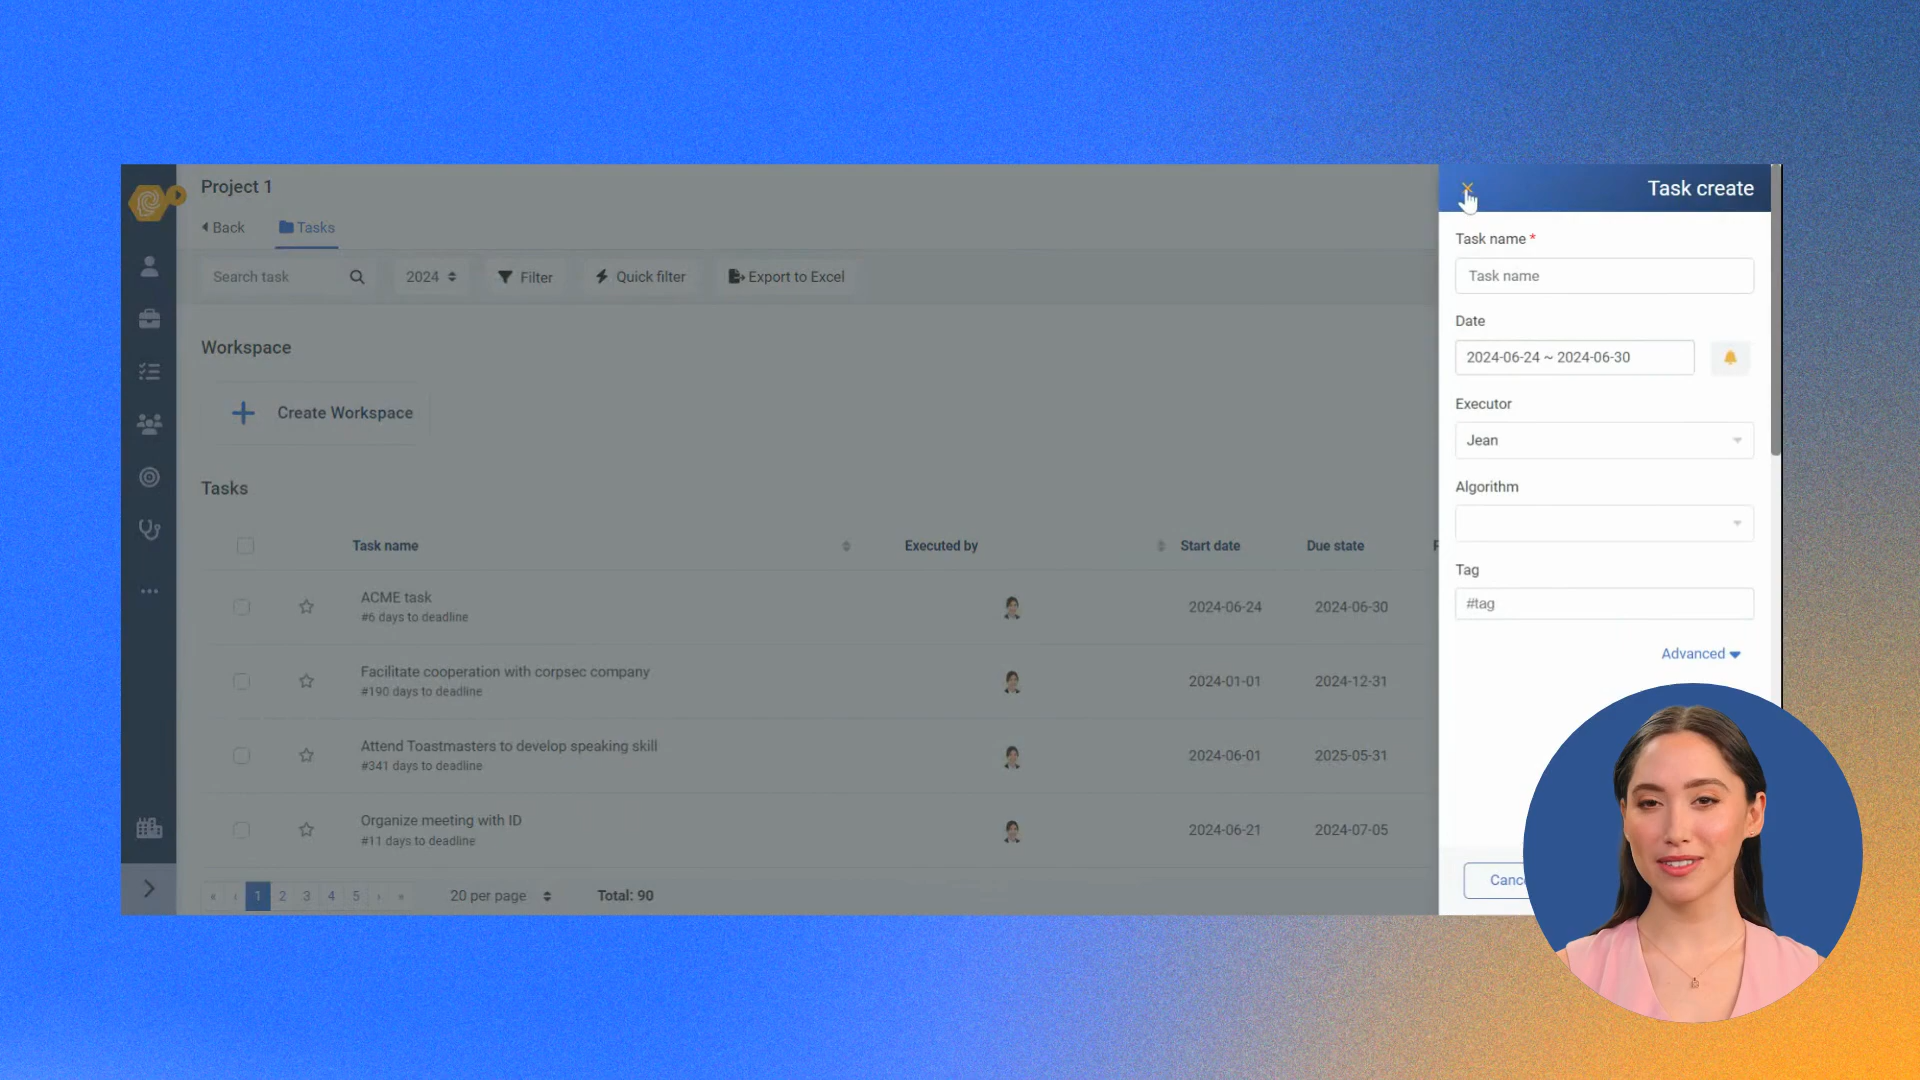 Project 1
Back
Tasks
Search task
2024
Filter
Quick filter
Export to Excel
Workspace
Create Workspace
Tasks
Task name
Executed by
Start date
Due state
ACME task
#6 days to deadline
2024-06-24
2024-06-30
Facilitate cooperation with corpsec company
#190 days to deadline
2024-01-01
2024-12-31
Attend Toastmasters to develop speaking skill
#341 days to deadline
2024-06-01
2025-05-31
Organize meeting with ID
#11 days to deadline
2024-06-21
2024-07-05
« ‹ 1 2 3 4 5 › »
20 per page
Total: 90
Task create
Task name *
Task name
Date
2024-06-24 ~ 2024-06-30
Executor
Jean
Algorithm
Tag
#tag
Advanced